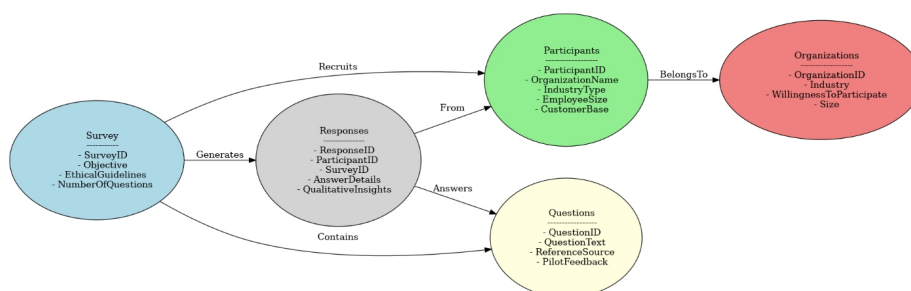 Survey
------------
- SurveyID
- Objective
- EthicalGuidelines
- NumberOfQuestions
Recruits
Generates
Contains
Responses
--------------
- ResponseID
- ParticipantID
- SurveyID
- AnswerDetails
- QualitativeInsights
From
Answers
Participants
------------------
- ParticipantID
- OrganizationName
- IndustryType
- EmployeeSize
- CustomerBase
BelongsTo
Questions
-----------------
- QuestionID
- QuestionText
- ReferenceSource
- PilotFeedback
Organizations
------------------
- OrganizationID
- Industry
- WillingnessToParticipate
- Size